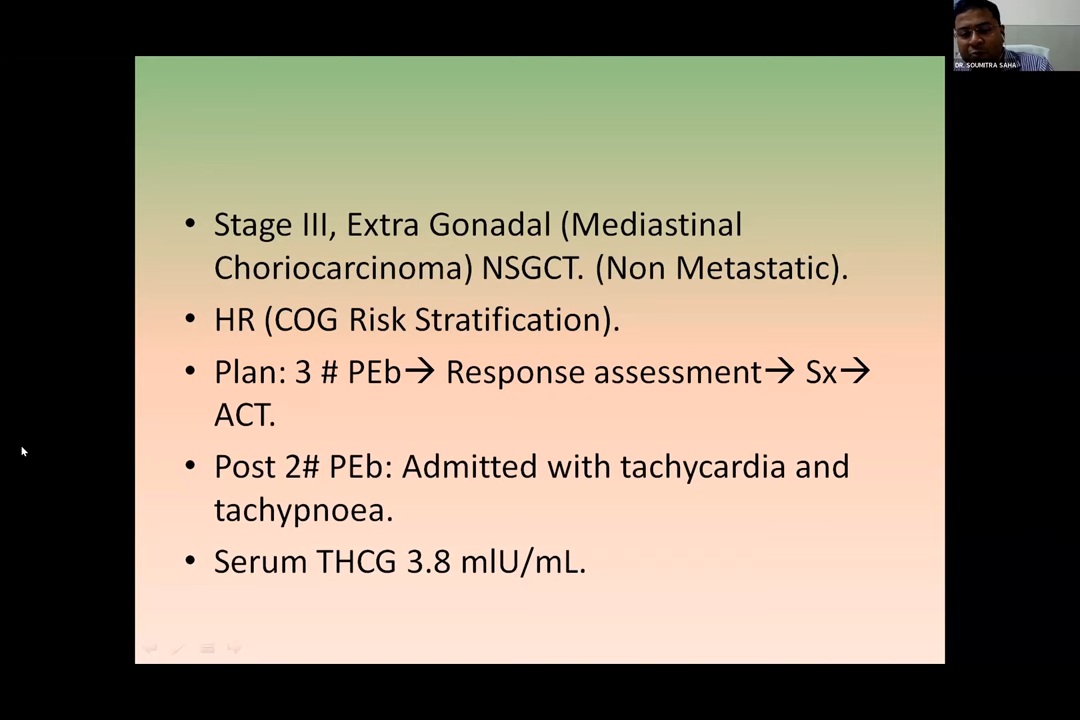 DR. SOUMITRA SAHA
• Stage III, Extra Gonadal (Mediastinal
Choriocarcinoma) NSGCT. (Non Metastatic).
• HR (COG Risk Stratification).
• Plan: 3 # PEb→ Response assessment→ Sx→
ACT.
• Post 2# PEb: Admitted with tachycardia and
tachypnoea.
• Serum THCG 3.8 mlU/mL.